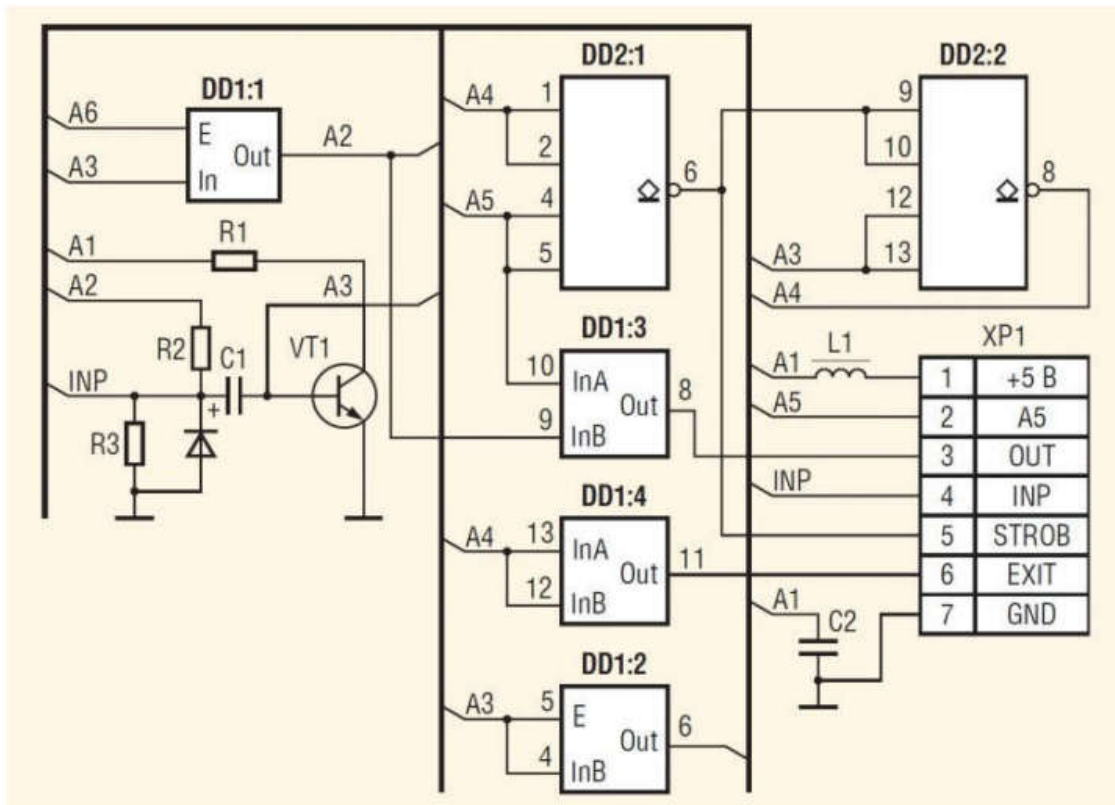 DD1:1
A6
E
Out
A2
A3
In
A1
R1
A2
A3
R2
C1
VT1
INP
+
R3
DD2:1
A4
1
2
6
A5
4
5
DD1:3
10
InA
Out
8
9
InB
DD1:4
A4
13
InA
Out
11
12
InB
DD1:2
A3
5
E
Out
6
4
InB
DD2:2
9
10
8
12
A3
13
A4
L1
XP1
A1
1 +5 В
A5
2 A5
3 OUT
INP
4 INP
5 STROB
6 EXIT
A1
7 GND
C2